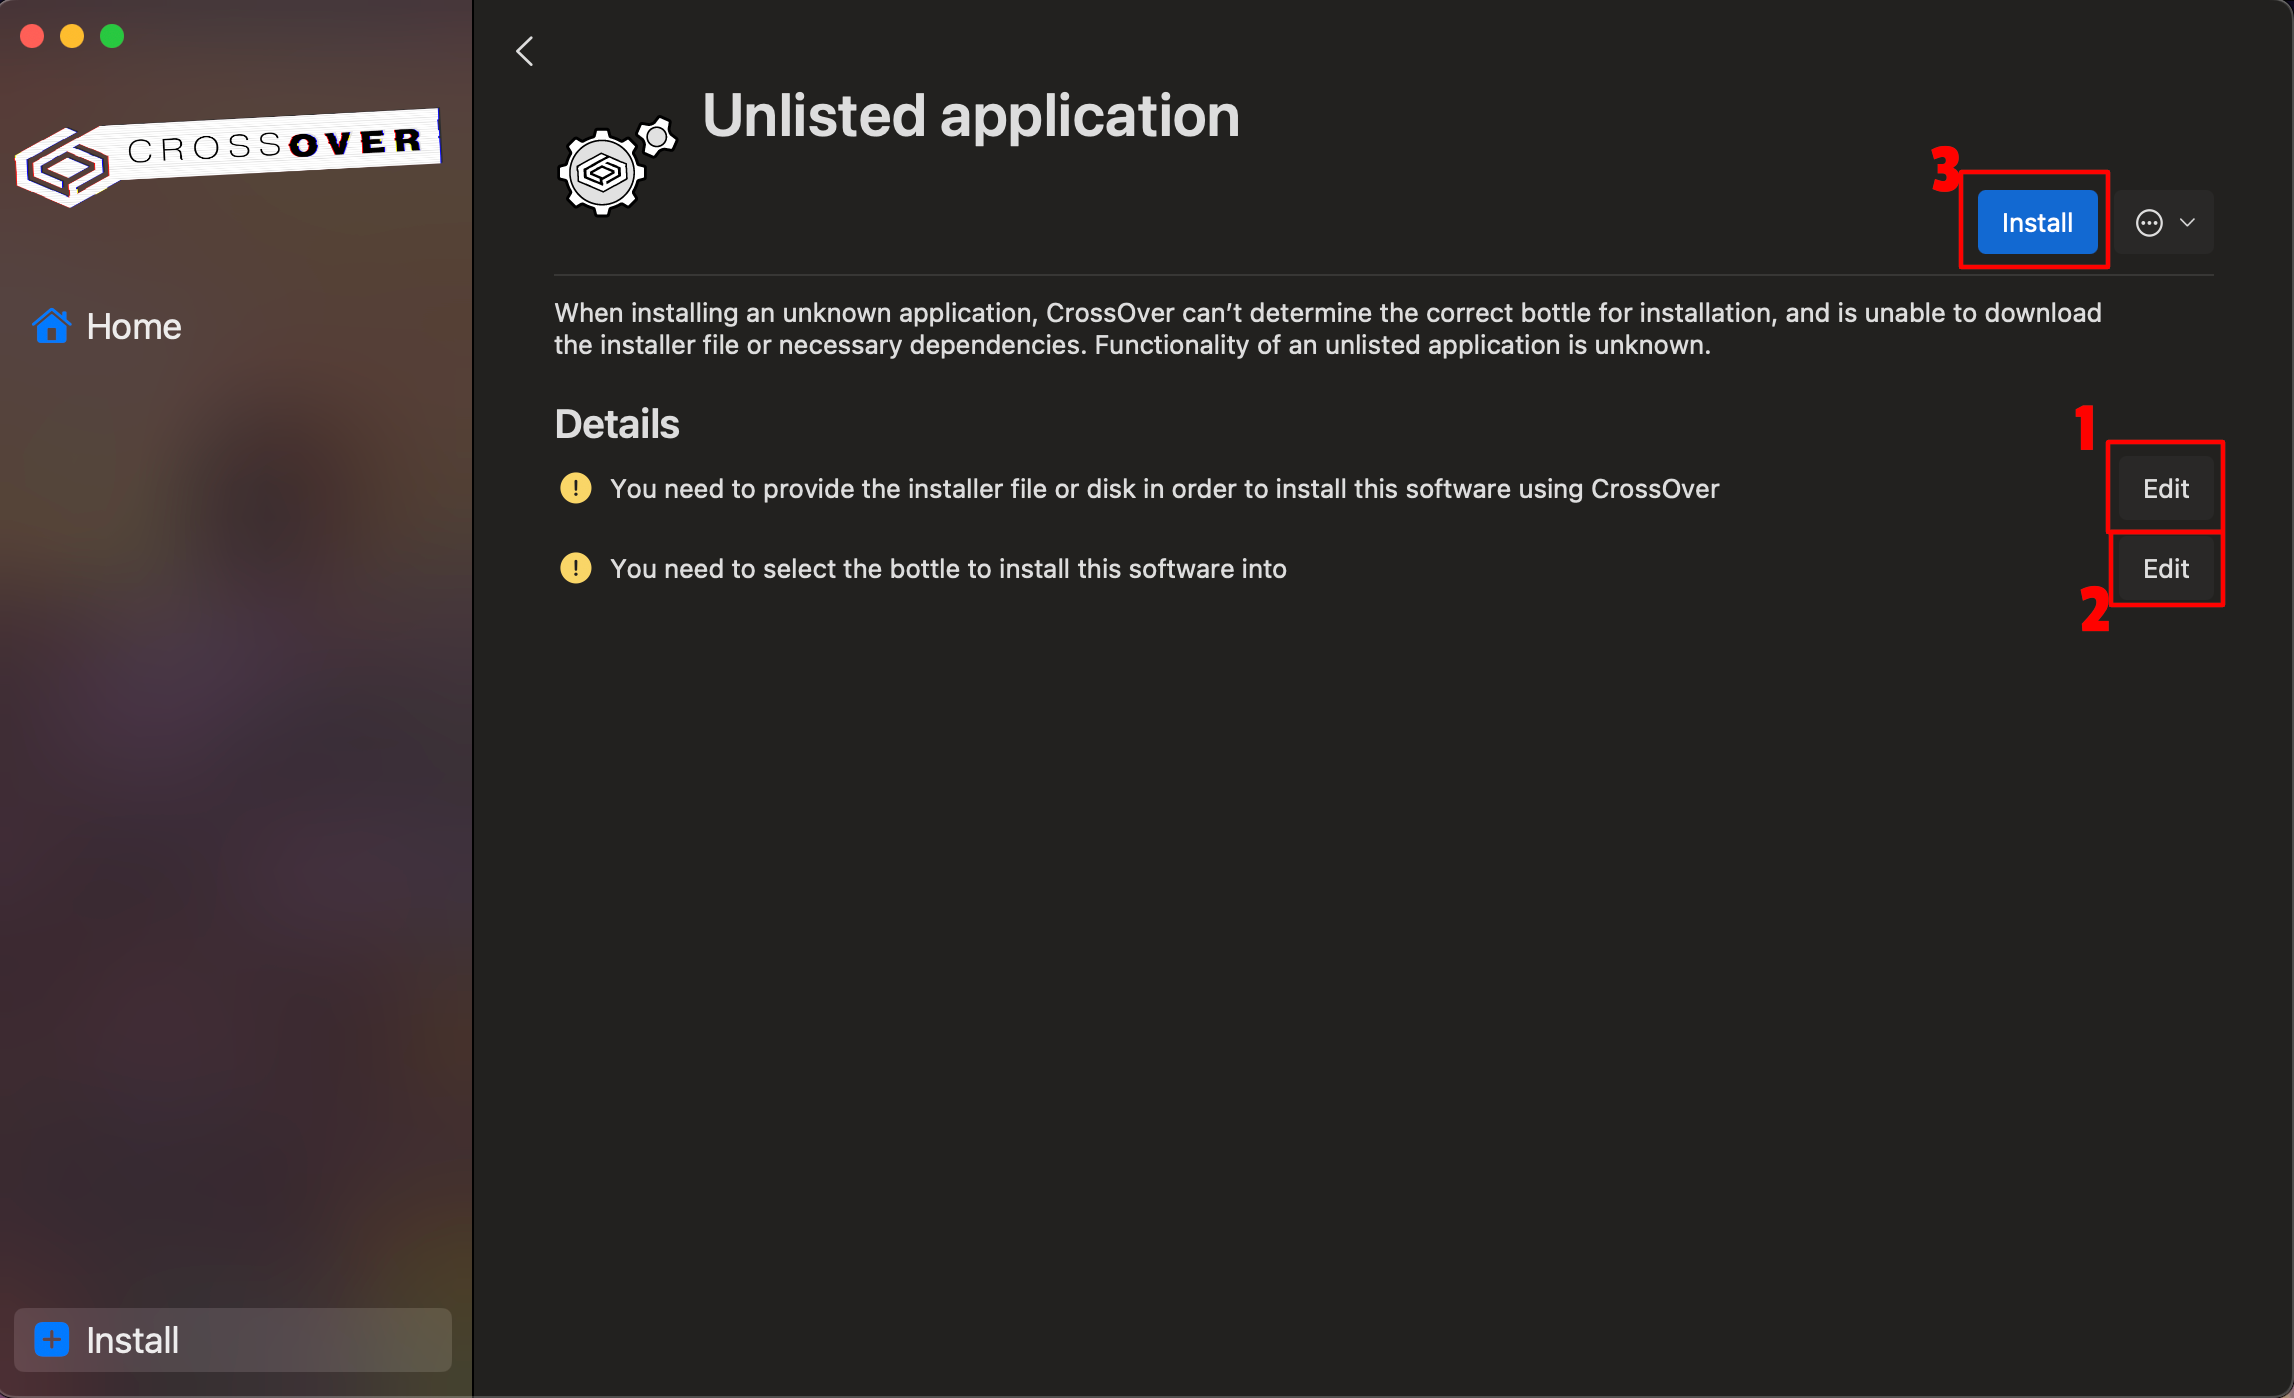 CROSSOVER
Home
Install
Unlisted application
3
Install
When installing an unknown application, CrossOver can’t determine the correct bottle for installation, and is unable to download
the installer file or necessary dependencies. Functionality of an unlisted application is unknown.
Details
1
You need to provide the installer file or disk in order to install this software using CrossOver
Edit
You need to select the bottle to install this software into
Edit
2